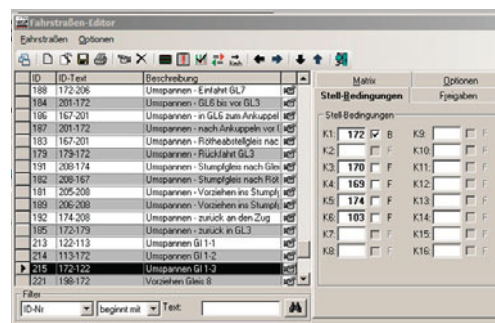 Fahrstraßen-Editor
Fahrstraßen Optionen
ID ID-Text Beschreibung
188 172-206 Umspannen - Einfahrt GL7
184 201-172 Umspannen - GL6 bis vor GL3
186 167-201 Umspannen - in GL6 zum Ankuppel
187 201-172 Umspannen - nach Ankuppeln vor
183 167-201 Umspannen - Rötheabstellgleis nac
179 179-172 Umspannen - Rückfahrt GL3
191 208-174 Umspannen - Stumpfgleis nach Glei
182 208-167 Umspannen - Stumpfgleis nach Röt
181 205-208 Umspannen - Vorziehen ins Stumpf
189 206-208 Umspannen - Vorziehen ins Stumpf
192 174-208 Umspannen - zurück an den Zug
185 172-179 Umspannen - zurück in GL3
213 122-113 Umspannen Gl 1-1
214 113-172 Umspannen Gl 1-2
215 172-122 Umspannen Gl 1-3
221 198-172 Vorziehen Gleis 8
Filter
ID-Nr beginnt mit Text:
Matrix Optionen
Stell-Bedingungen Freigaben
Stell-Bedingungen
K1: 172 B K9: F
K2: F K10: F
K3: 170 F K11: F
K4: 169 F K12: F
K5: 174 F K13: F
K6: 103 F K14: F
K7: F K15: F
K8: F K16: F